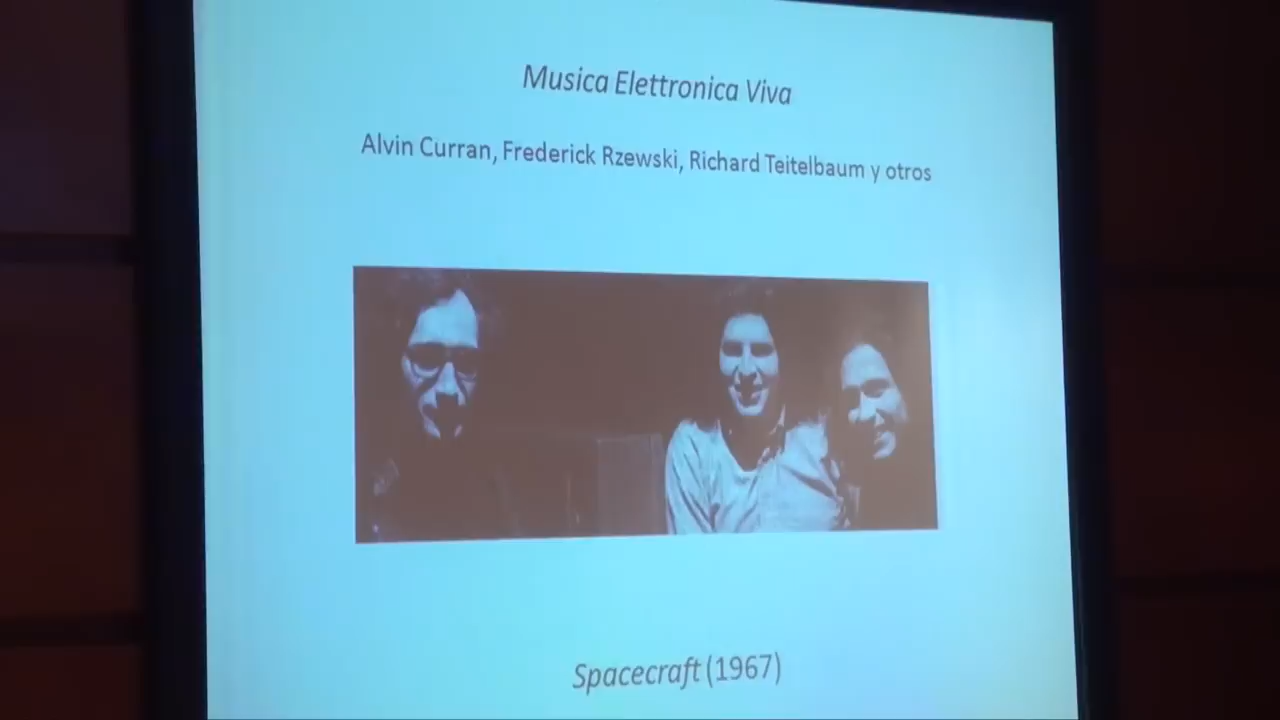 Musica Elettronica Viva
Alvin Curran, Frederick Rzewski, Richard Teitelbaum y otros
Spacecraft (1967)